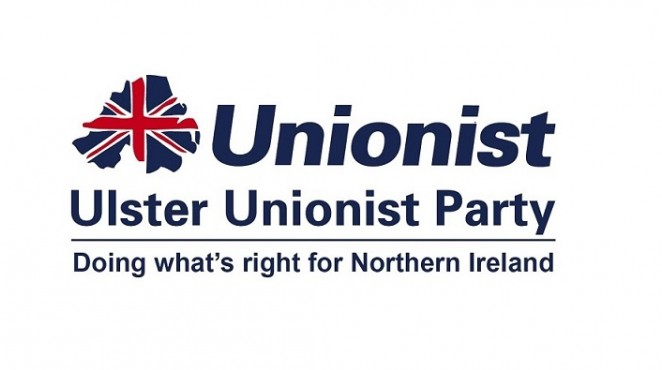 Unionist
Ulster Unionist Party
Doing what's right for Northern Ireland